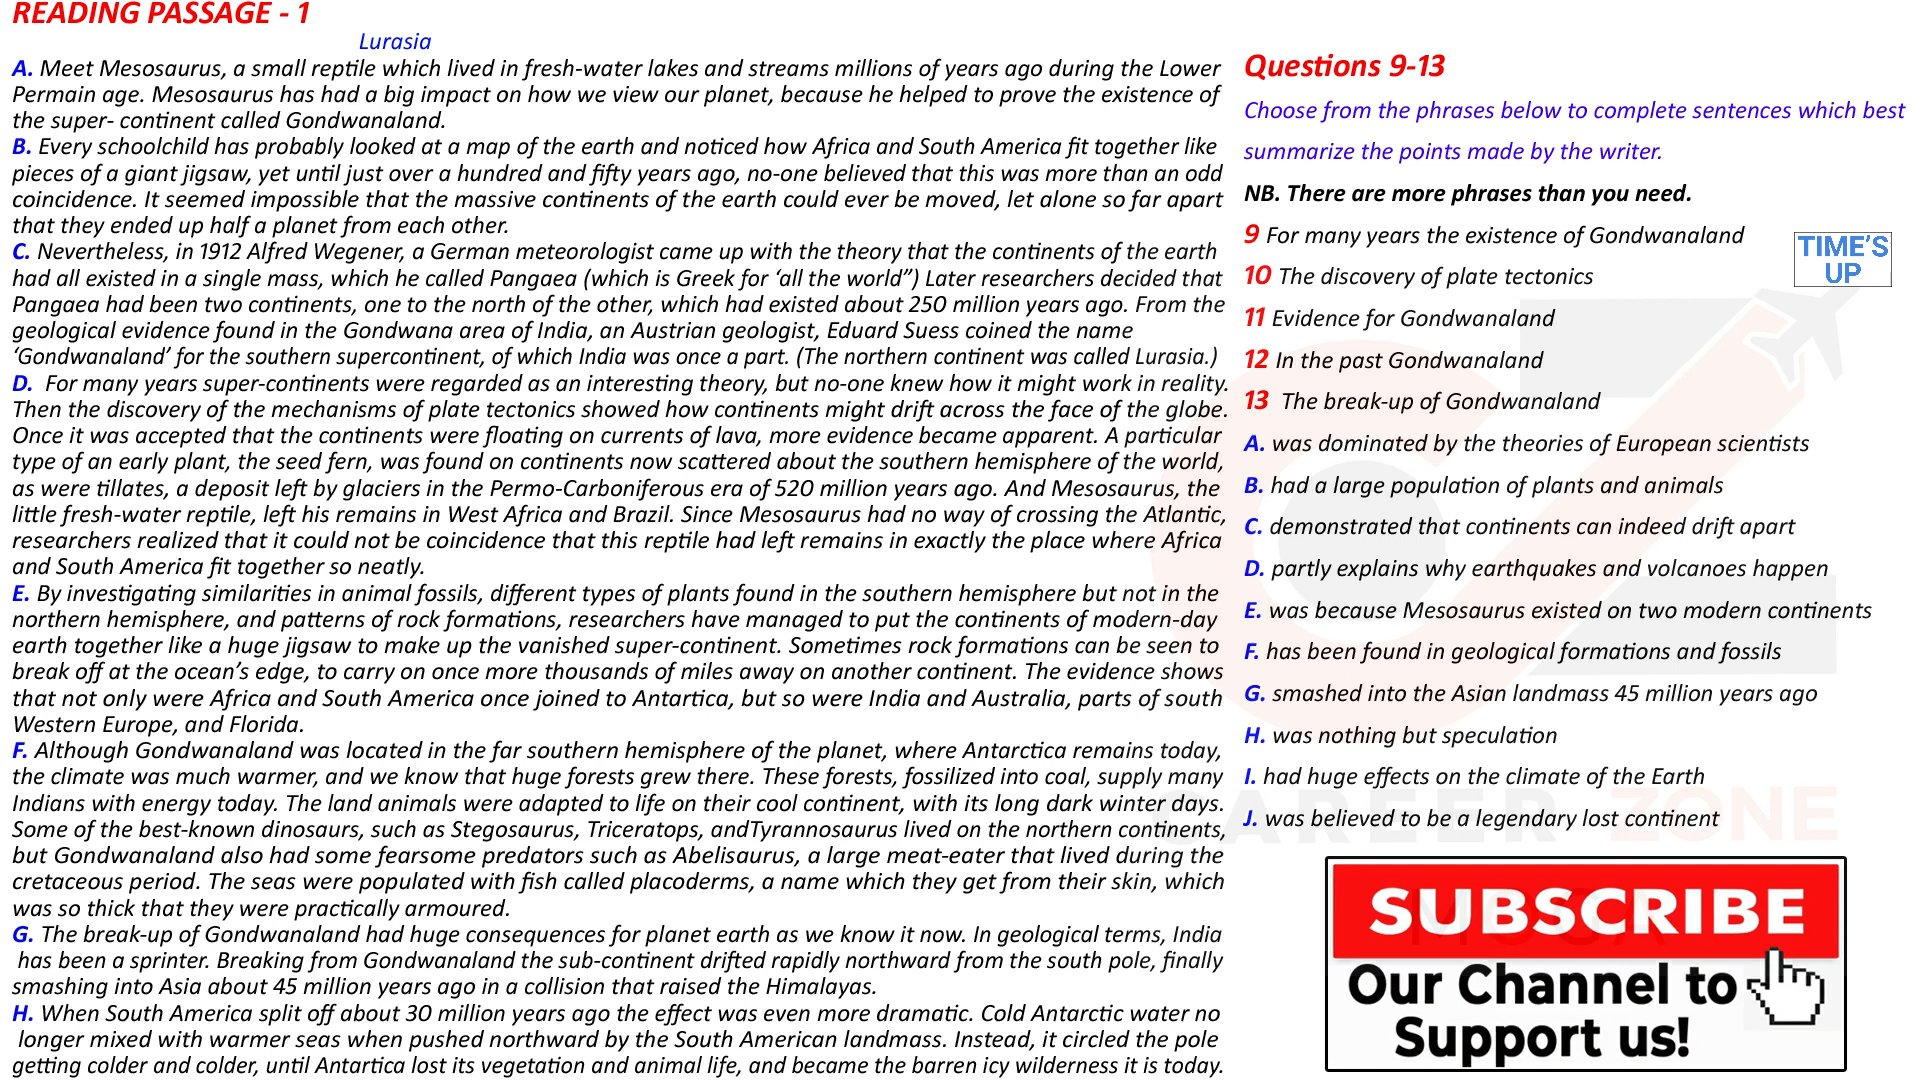 READING PASSAGE - 1
Lurasia
A. Meet Mesosaurus, a small reptile which lived in fresh-water lakes and streams millions of years ago during the Lower
Permain age. Mesosaurus has had a big impact on how we view our planet, because he helped to prove the existence of
the super- continent called Gondwanaland.
B. Every schoolchild has probably looked at a map of the earth and noticed how Africa and South America fit together like
pieces of a giant jigsaw, yet until just over a hundred and fifty years ago, no-one believed that this was more than an odd
coincidence. It seemed impossible that the massive continents of the earth could ever be moved, let alone so far apart
that they ended up half a planet from each other.
C. Nevertheless, in 1912 Alfred Wegener, a German meteorologist came up with the theory that the continents of the earth
had all existed in a single mass, which he called Pangaea (which is Greek for ‘all the world”) Later researchers decided that
Pangaea had been two continents, one to the north of the other, which had existed about 250 million years ago. From the
geological evidence found in the Gondwana area of India, an Austrian geologist, Eduard Suess coined the name
‘Gondwanaland’ for the southern supercontinent, of which India was once a part. (The northern continent was called Lurasia.)
D. For many years super-continents were regarded as an interesting theory, but no-one knew how it might work in reality.
Then the discovery of the mechanisms of plate tectonics showed how continents might drift across the face of the globe.
Once it was accepted that the continents were floating on currents of lava, more evidence became apparent. A particular
type of an early plant, the seed fern, was found on continents now scattered about the southern hemisphere of the world,
as were tillates, a deposit left by glaciers in the Permo-Carboniferous era of 520 million years ago. And Mesosaurus, the
little fresh-water reptile, left his remains in West Africa and Brazil. Since Mesosaurus had no way of crossing the Atlantic,
researchers realized that it could not be coincidence that this reptile had left remains in exactly the place where Africa
and South America fit together so neatly.
E. By investigating similarities in animal fossils, different types of plants found in the southern hemisphere but not in the
northern hemisphere, and patterns of rock formations, researchers have managed to put the continents of modern-day
earth together like a huge jigsaw to make up the vanished super-continent. Sometimes rock formations can be seen to
break off at the ocean’s edge, to carry on once more thousands of miles away on another continent. The evidence shows
that not only were Africa and South America once joined to Antartica, but so were India and Australia, parts of south
Western Europe, and Florida.
F. Although Gondwanaland was located in the far southern hemisphere of the planet, where Antarctica remains today,
the climate was much warmer, and we know that huge forests grew there. These forests, fossilized into coal, supply many
Indians with energy today. The land animals were adapted to life on their cool continent, with its long dark winter days.
Some of the best-known dinosaurs, such as Stegosaurus, Triceratops, andTyrannosaurus lived on the northern continents,
but Gondwanaland also had some fearsome predators such as Abelisaurus, a large meat-eater that lived during the
cretaceous period. The seas were populated with fish called placoderms, a name which they get from their skin, which
was so thick that they were practically armoured.
G. The break-up of Gondwanaland had huge consequences for planet earth as we know it now. In geological terms, India
has been a sprinter. Breaking from Gondwanaland the sub-continent drifted rapidly northward from the south pole, finally
smashing into Asia about 45 million years ago in a collision that raised the Himalayas.
H. When South America split off about 30 million years ago the effect was even more dramatic. Cold Antarctic water no
longer mixed with warmer seas when pushed northward by the South American landmass. Instead, it circled the pole
getting colder and colder, until Antartica lost its vegetation and animal life, and became the barren icy wilderness it is today.
Questions 9-13
Choose from the phrases below to complete sentences which best
summarize the points made by the writer.
NB. There are more phrases than you need.
9 For many years the existence of Gondwanaland
TIME'S
UP
10 The discovery of plate tectonics
11 Evidence for Gondwanaland
12 In the past Gondwanaland
13 The break-up of Gondwanaland
A. was dominated by the theories of European scientists
B. had a large population of plants and animals
C. demonstrated that continents can indeed drift apart
D. partly explains why earthquakes and volcanoes happen
E. was because Mesosaurus existed on two modern continents
F. has been found in geological formations and fossils
G. smashed into the Asian landmass 45 million years ago
H. was nothing but speculation
I. had huge effects on the climate of the Earth
J. was believed to be a legendary lost continent
CAREER ZONE
SUBSCRIBE
MOGA
Our Channel to
Support us!